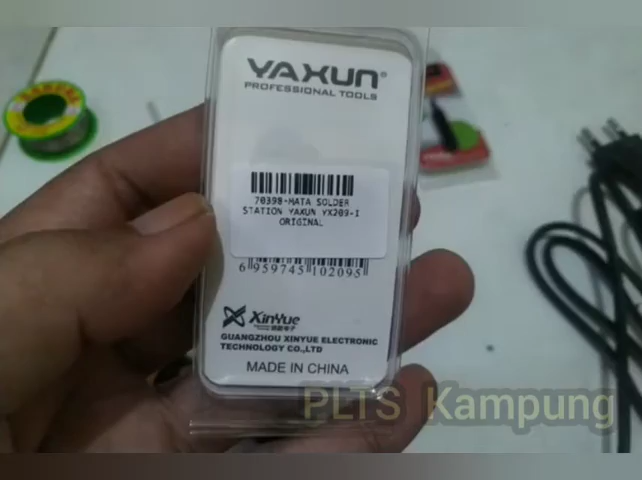 YAXUN®
PROFESSIONAL TOOLS
70398-MATA SOLDER
STATION YAXUN YX209-I
ORIGINAL
6 959745 102095
XinYue
GUANGZHOU XINYUE ELECTRONIC
TECHNOLOGY CO.,LTD
MADE IN CHINA
PLTS Kampung